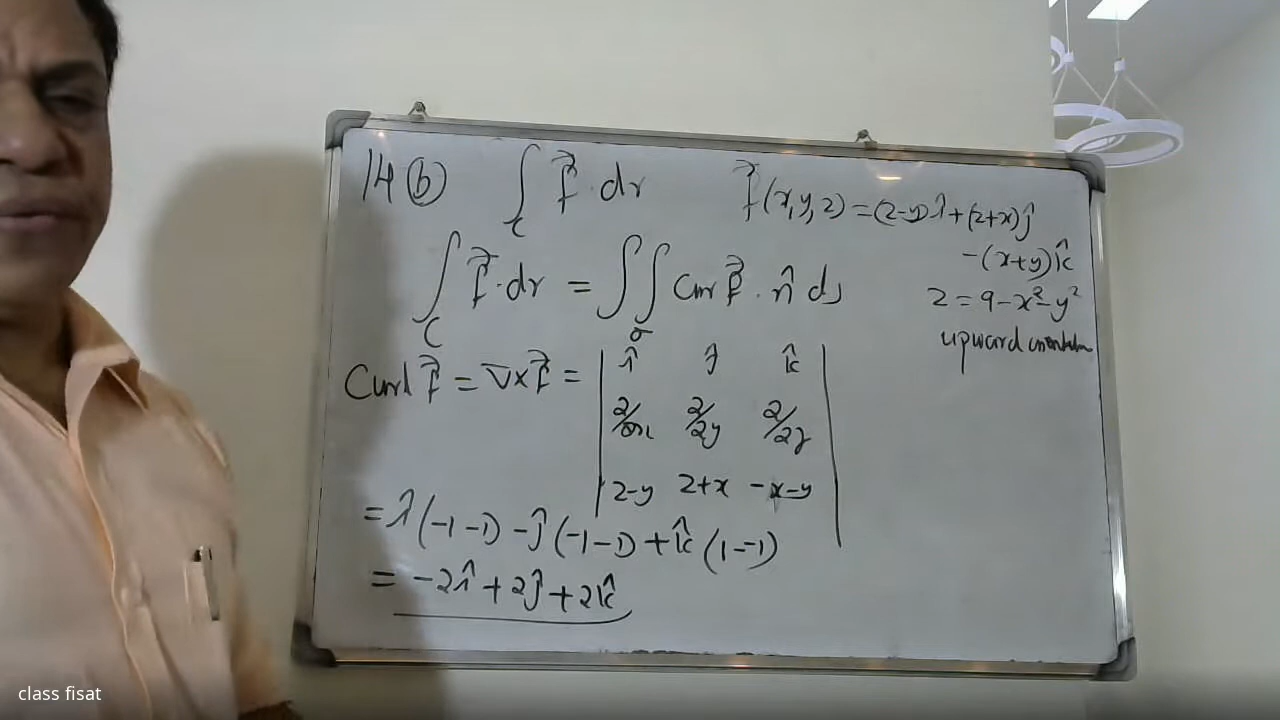 14 (b) ∫_C F⃗ · dr f⃗(x,y,z) = (z-y)î + (z+x)ĵ
-(x+y)k̂
∫_C F⃗ · dr = ∫∫_σ Curl F⃗ · n̂ ds
z = 9 - x² - y²
upward
Curl F⃗ = ∇ × F⃗ = | î ĵ k̂ |
∂/∂x ∂/∂y ∂/∂z
z-y z+x -x-y
= î(-1-1) - ĵ(-1-1) + k̂(1--1)
= -2î + 2ĵ + 2k̂
class fisat